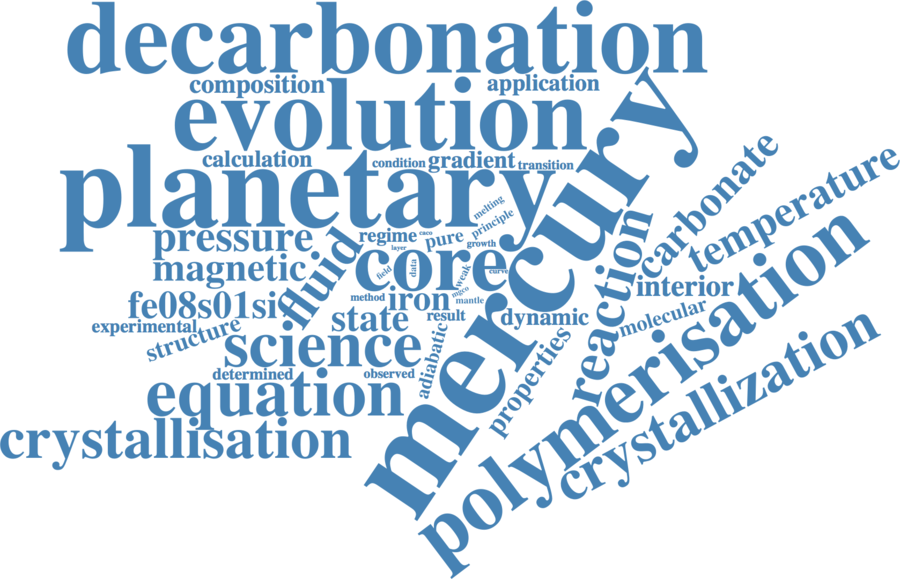 decarbonation
composition
application
evolution
calculation
condition
gradient
transition
planetary
mercury
melting
principle
carbonate
temperature
pressure
fluid
regime
caco
pure
growth
layer
magnetic
core
field
data
weak
curve
reaction
interior
fe08s01si
method
iron
mgco
mantle
polymerisation
experimental
structure
state
result
dynamic
molecular
science
adiabatic
properties
determined
observed
equation
crystallization
crystallisation